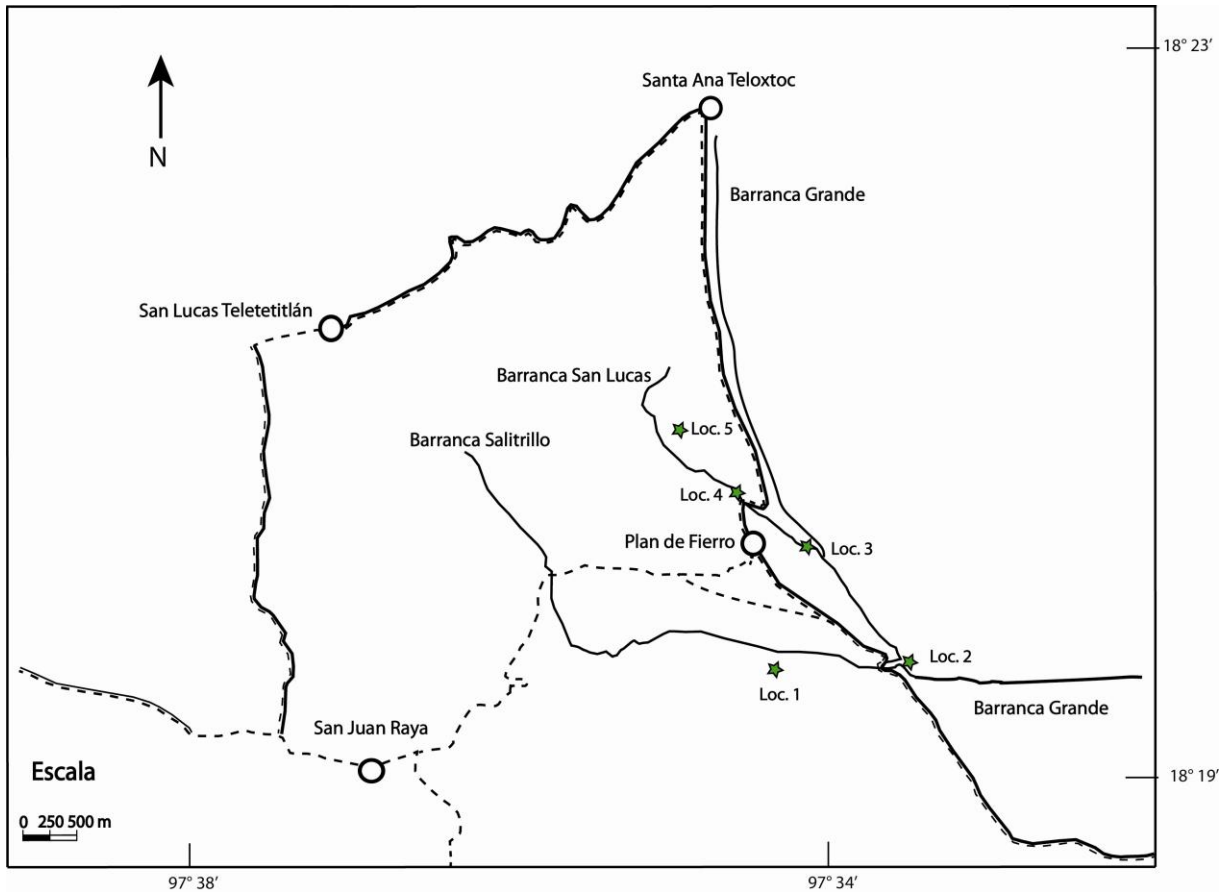 18° 23'
Santa Ana Teloxtoc
N
Barranca Grande
San Lucas Teletetitlán
Barranca San Lucas
Loc. 5
Barranca Salitrillo
Loc. 4
Plan de Fierro
Loc. 3
Loc. 2
Loc. 1
Barranca Grande
San Juan Raya
Escala
18° 19'
0 250 500 m
97° 38'
97° 34'